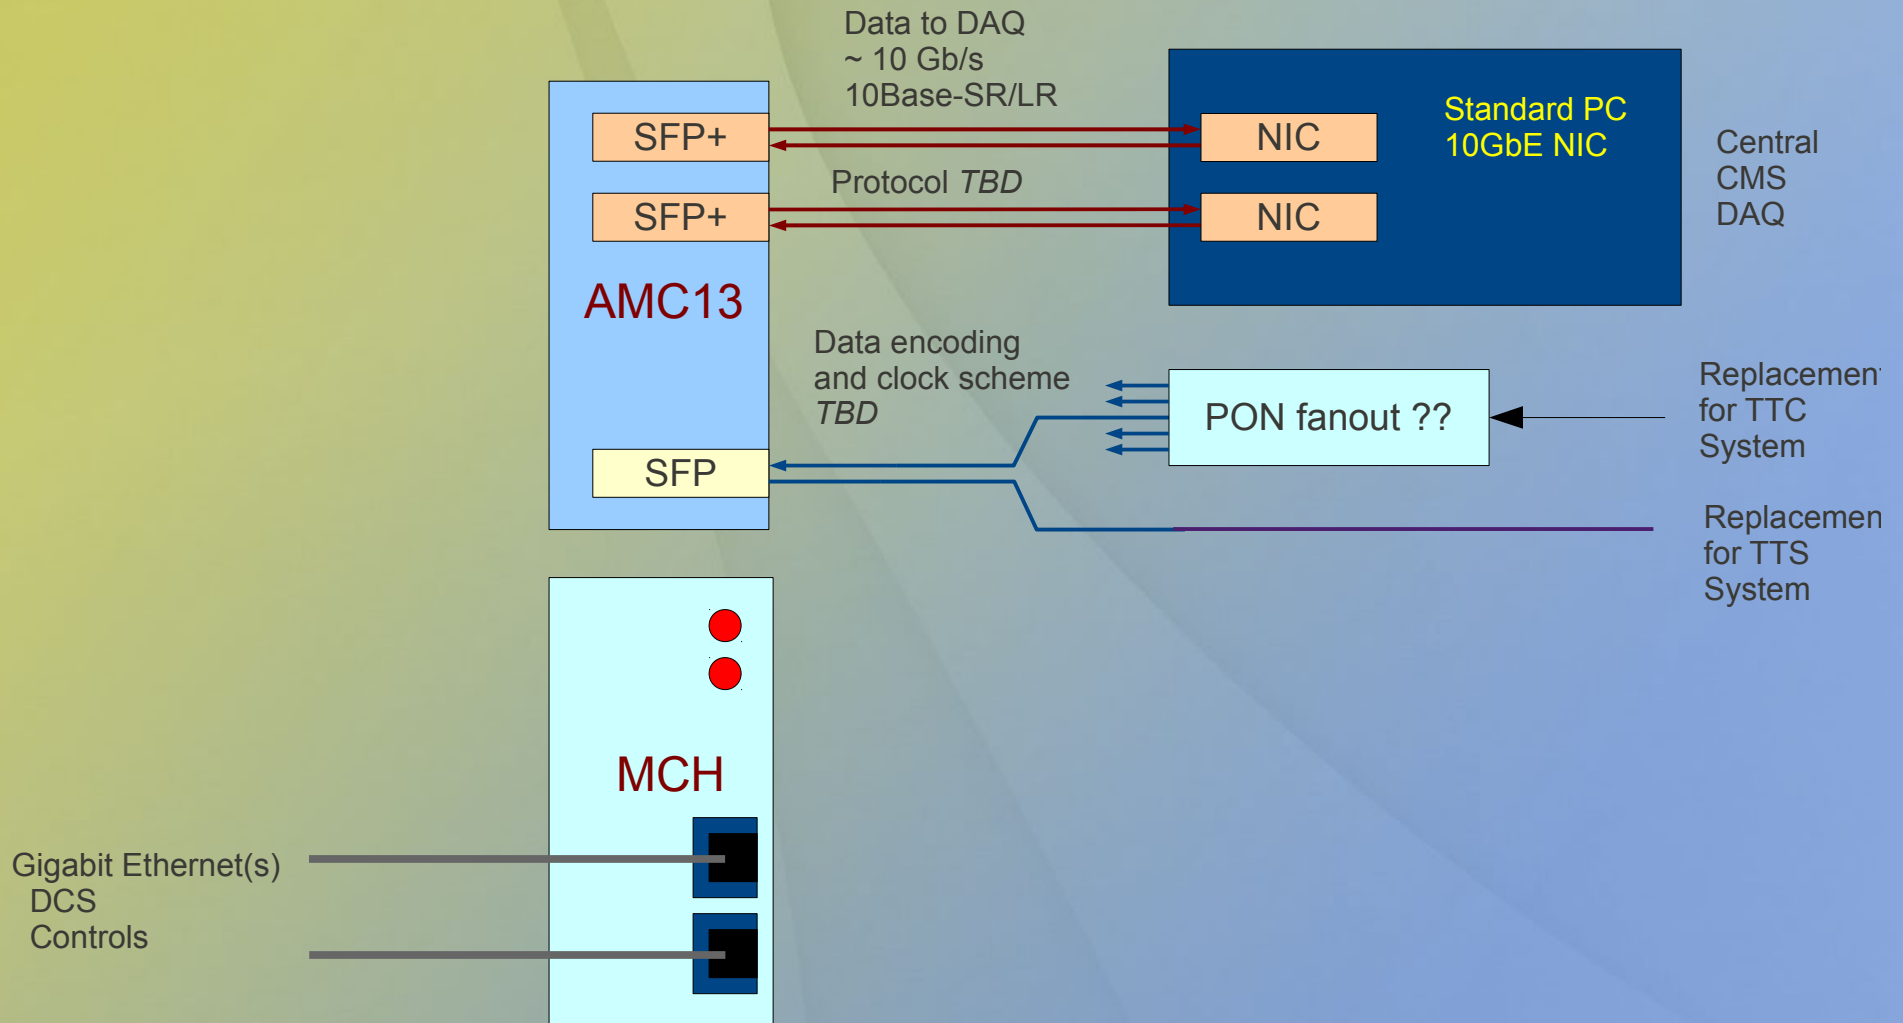 Data to DAQ
~ 10 Gb/s
10Base-SR/LR
SFP+
NIC
Standard PC
10GbE NIC
Central
CMS
DAQ
Protocol TBD
SFP+
NIC
AMC13
Data encoding
and clock scheme
TBD
PON fanout ??
Replacement
for TTC
System
SFP
Replacemen
for TTS
System
MCH
Gigabit Ethernet(s)
DCS
Controls